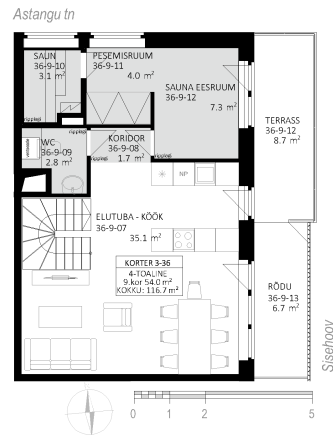 Astangu tn
SAUN
36-9-10
3.1 m²
PESEMISRUUM
36-9-11
4.0 m²
SAUNA EESRUUM
36-9-12
7.3 m²
TERRASS
36-9-12
8.7 m²
WC
36-9-09
2.8 m²
KORIDOR
36-9-08
1.7 m²
NP
ELUTUBA - KÖÖK
36-9-07
35.1 m²
KORTER 3-36
4-TOALINE
9.kor 54.0 m²
KOKKU: 116.7 m²
RÕDU
36-9-13
6.7 m²
Sisehoov
0 1 2 5